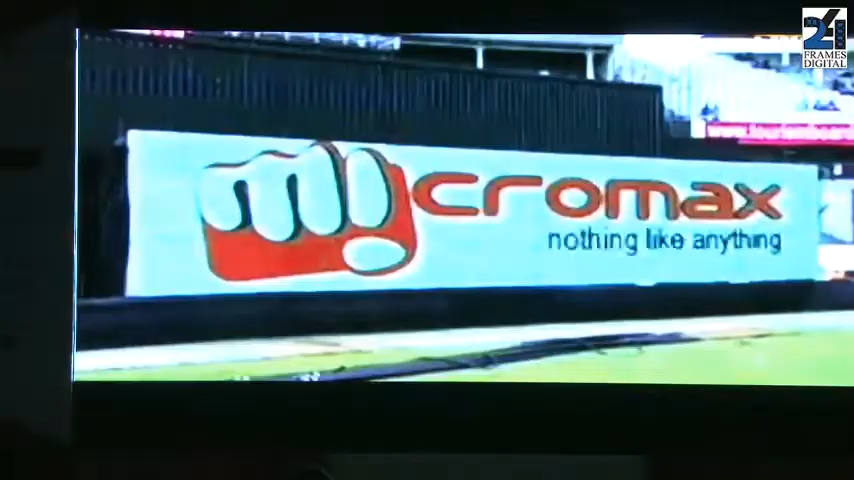 24
FRAMES
DIGITAL
micromax
nothing like anything